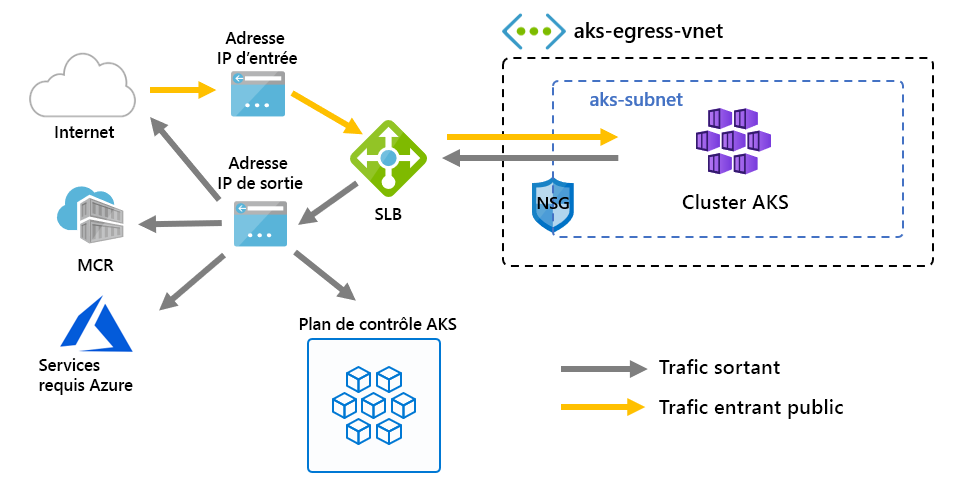 Adresse
IP d’entrée
aks-egress-vnet
aks-subnet
Internet
Adresse
IP de sortie
SLB
NSG
Cluster AKS
MCR
Plan de contrôle AKS
Services
requis Azure
Trafic sortant
Trafic entrant public